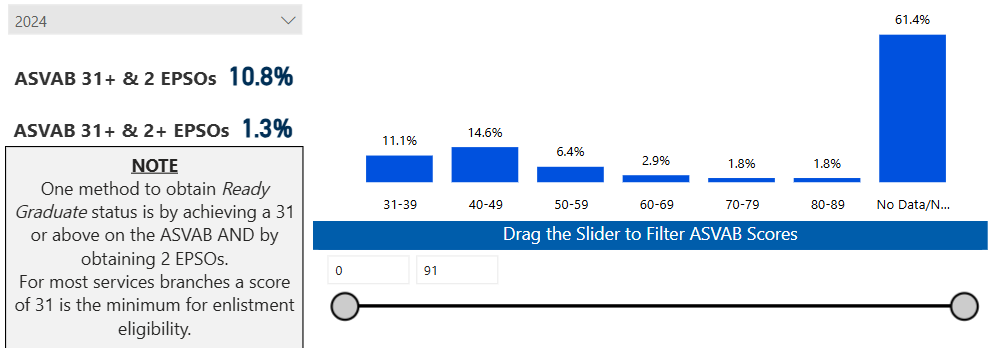 2024
ASVAB 31+ & 2 EPSOs 10.8%
ASVAB 31+ & 2+ EPSOs 1.3%
NOTE
One method to obtain Ready
Graduate status is by achieving a 31
or above on the ASVAB AND by
obtaining 2 EPSOs.
For most services branches a score
of 31 is the minimum for enlistment
eligibility.
11.1% 14.6% 6.4% 2.9% 1.8% 1.8% 61.4%
31-39 40-49 50-59 60-69 70-79 80-89 No Data/N...
Drag the Slider to Filter ASVAB Scores
0 91